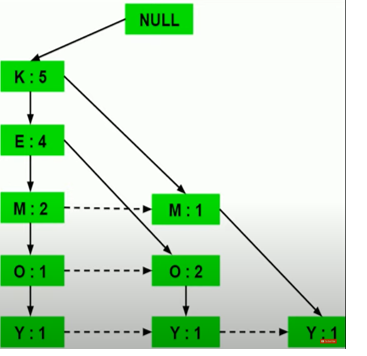 NULL
K : 5
E : 4
M : 2
M : 1
O : 1
O : 2
Y : 1
Y : 1
Y : 1